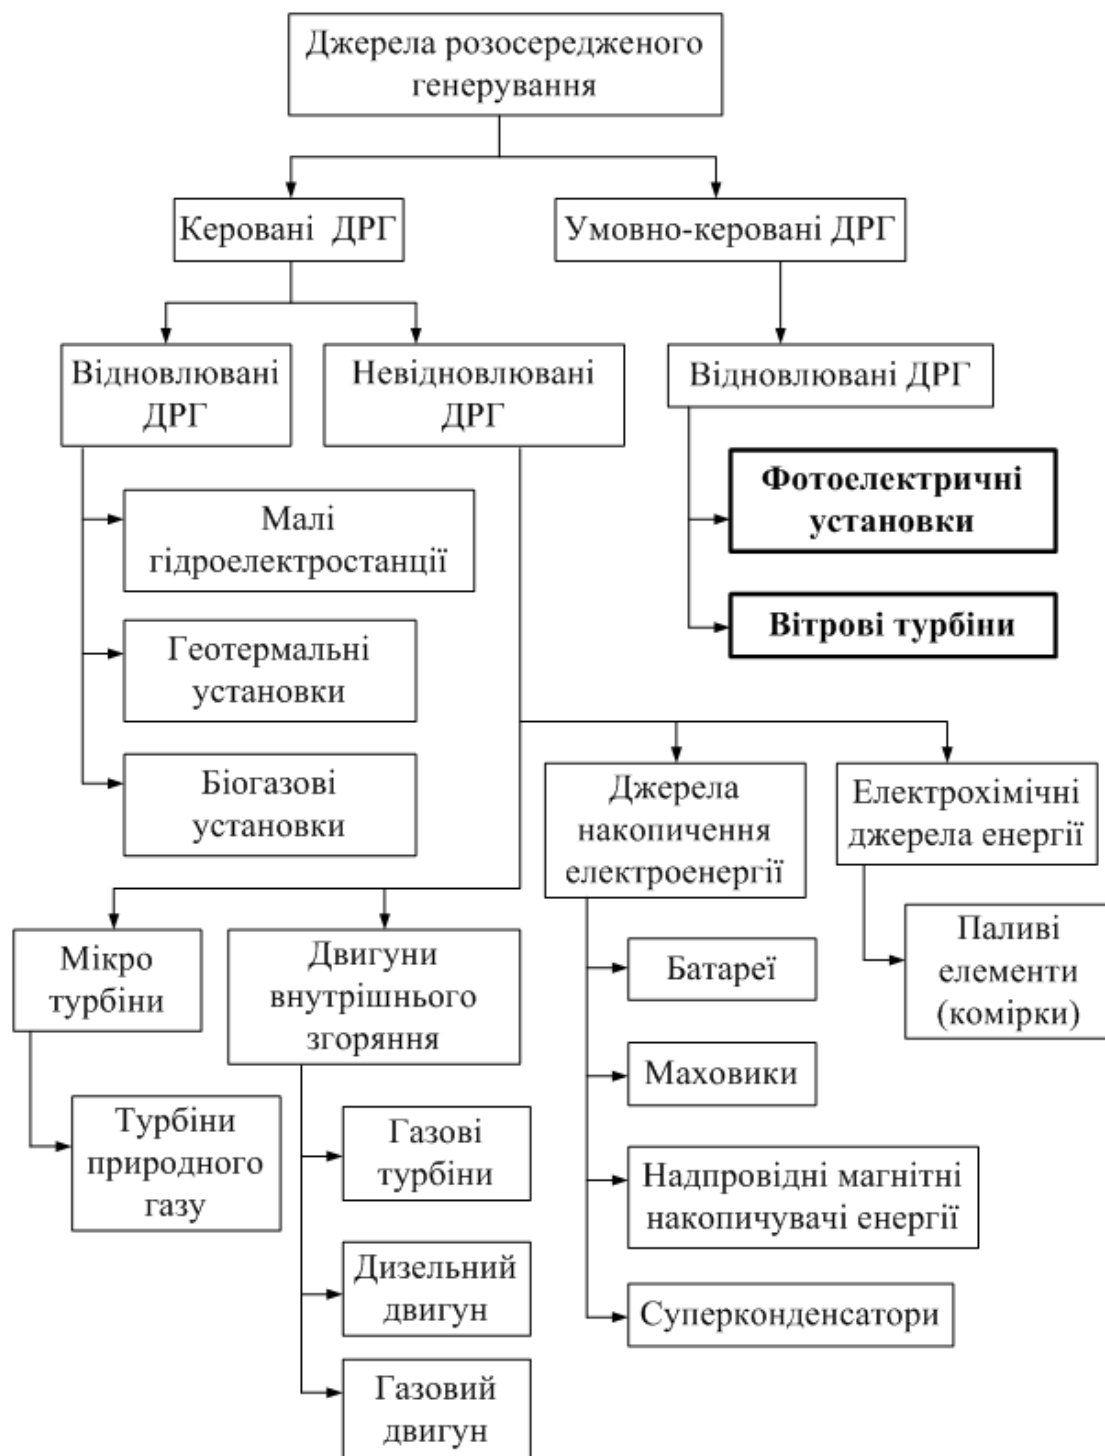 Джерела розосередженого
генерування
Керовані ДРГ
Умовно-керовані ДРГ
Відновлювані
ДРГ
Невідновлювані
ДРГ
Відновлювані ДРГ
Фотоелектричні
установки
Вітрові турбіни
Малі
гідроелектростанції
Геотермальні
установки
Біогазові
установки
Джерела
накопичення
електроенергії
Електрохімічні
джерела енергії
Мікро
турбіни
Двигуни
внутрішнього
згоряння
Батареї
Паливі
елементи
(комірки)
Маховики
Турбіни
природного
газу
Газові
турбіни
Надпровідні магнітні
накопичувачі енергії
Дизельний
двигун
Суперконденсатори
Газовий
двигун